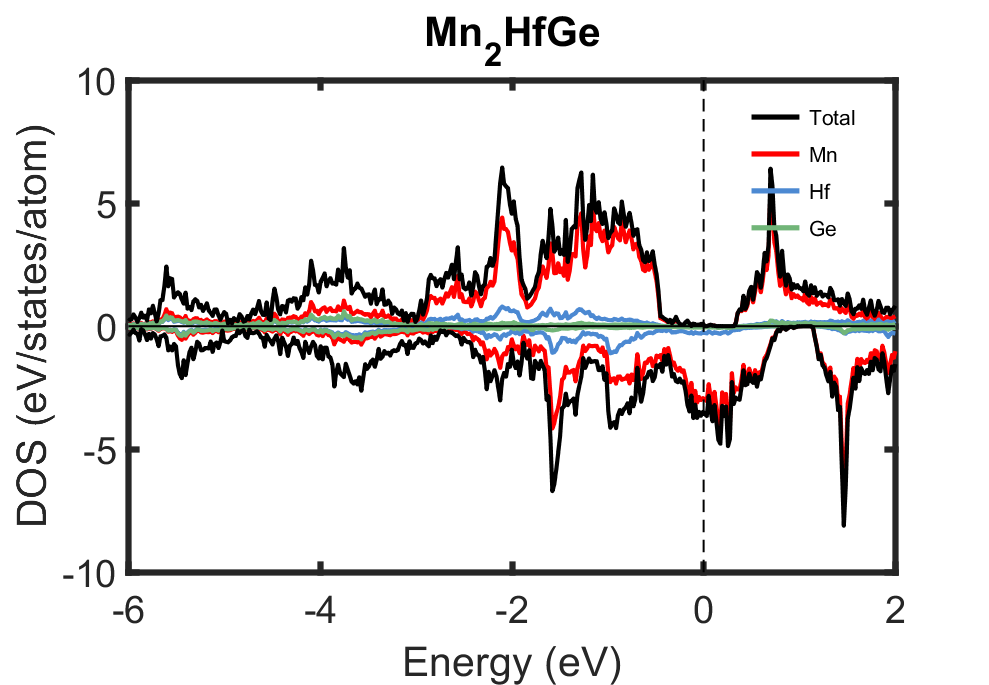 Mn2HfGe
DOS (eV/states/atom)
10
5
0
-5
-10
Total
Mn
Hf
Ge
-6 -4 -2 0 2
Energy (eV)